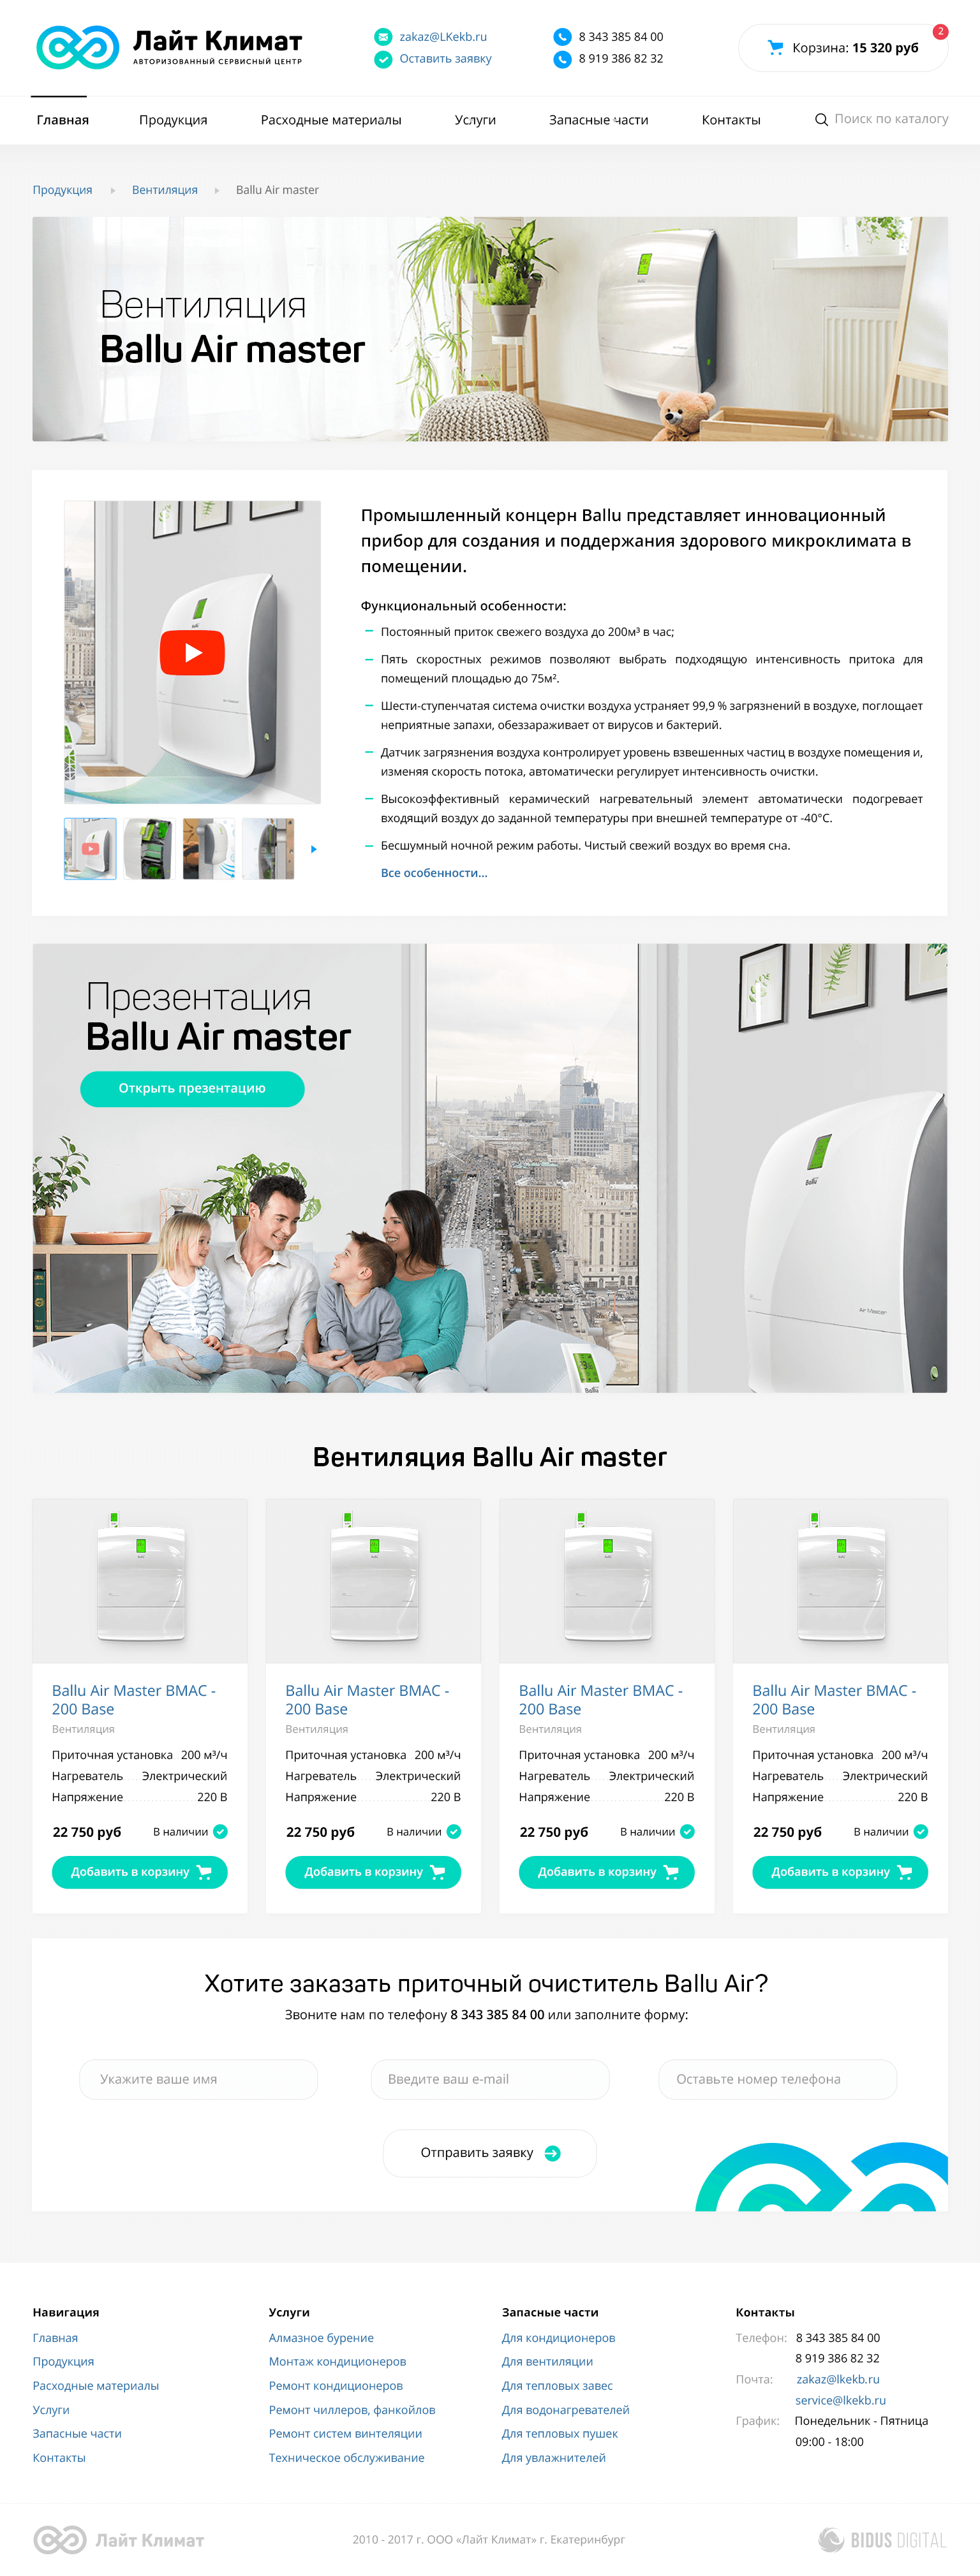 Лайт Климат
АВТОРИЗОВАННЫЙ СЕРВИСНЫЙ ЦЕНТР
zakaz@LKekb.ru
Оставить заявку
8 343 385 84 00
8 919 386 82 32
Корзина: 15 320 руб
2
Главная Продукция Расходные материалы Услуги Запасные части Контакты Поиск по каталогу
Продукция Вентиляция Ballu Air master
Вентиляция
Ballu Air master
Промышленный концерн Ballu представляет инновационный
прибор для создания и поддержания здорового микроклимата в
помещении.
Функциональный особенности:
Постоянный приток свежего воздуха до 200м³ в час;
Пять скоростных режимов позволяют выбрать подходящую интенсивность притока для
помещений площадью до 75м².
Шести-ступенчатая система очистки воздуха устраняет 99,9 % загрязнений в воздухе, поглощает
неприятные запахи, обеззараживает от вирусов и бактерий.
Датчик загрязнения воздуха контролирует уровень взвешенных частиц в воздухе помещения и,
изменяя скорость потока, автоматически регулирует интенсивность очистки.
Высокоэффективный керамический нагревательный элемент автоматически подогревает
входящий воздух до заданной температуры при внешней температуре от -40°С.
Бесшумный ночной режим работы. Чистый свежий воздух во время сна.
Все особенности...
Презентация
Ballu Air master
Открыть презентацию
Ballu
Air Master
Ballu
Вентиляция Ballu Air master
Ballu Air Master BMAC -
200 Base
Вентиляция
Приточная установка 200 м³/ч
Нагреватель Электрический
Напряжение 220 В
22 750 руб В наличии
Добавить в корзину
Ballu Air Master BMAC -
200 Base
Вентиляция
Приточная установка 200 м³/ч
Нагреватель Электрический
Напряжение 220 В
22 750 руб В наличии
Добавить в корзину
Ballu Air Master BMAC -
200 Base
Вентиляция
Приточная установка 200 м³/ч
Нагреватель Электрический
Напряжение 220 В
22 750 руб В наличии
Добавить в корзину
Ballu Air Master BMAC -
200 Base
Вентиляция
Приточная установка 200 м³/ч
Нагреватель Электрический
Напряжение 220 В
22 750 руб В наличии
Добавить в корзину
Хотите заказать приточный очиститель Ballu Air?
Звоните нам по телефону 8 343 385 84 00 или заполните форму:
Укажите ваше имя Введите ваш e-mail Оставьте номер телефона
Отправить заявку
Навигация
Главная
Продукция
Расходные материалы
Услуги
Запасные части
Контакты
Услуги
Алмазное бурение
Монтаж кондиционеров
Ремонт кондиционеров
Ремонт чиллеров, фанкойлов
Ремонт систем винтеляции
Техническое обслуживание
Запасные части
Для кондиционеров
Для вентиляции
Для тепловых завес
Для водонагревателей
Для тепловых пушек
Для увлажнителей
Контакты
Телефон: 8 343 385 84 00
8 919 386 82 32
Почта: zakaz@lkekb.ru
service@lkekb.ru
График: Понедельник - Пятница
09:00 - 18:00
Лайт Климат
2010 - 2017 г. ООО «Лайт Климат» г. Екатеринбург
BIDUS DIGITAL